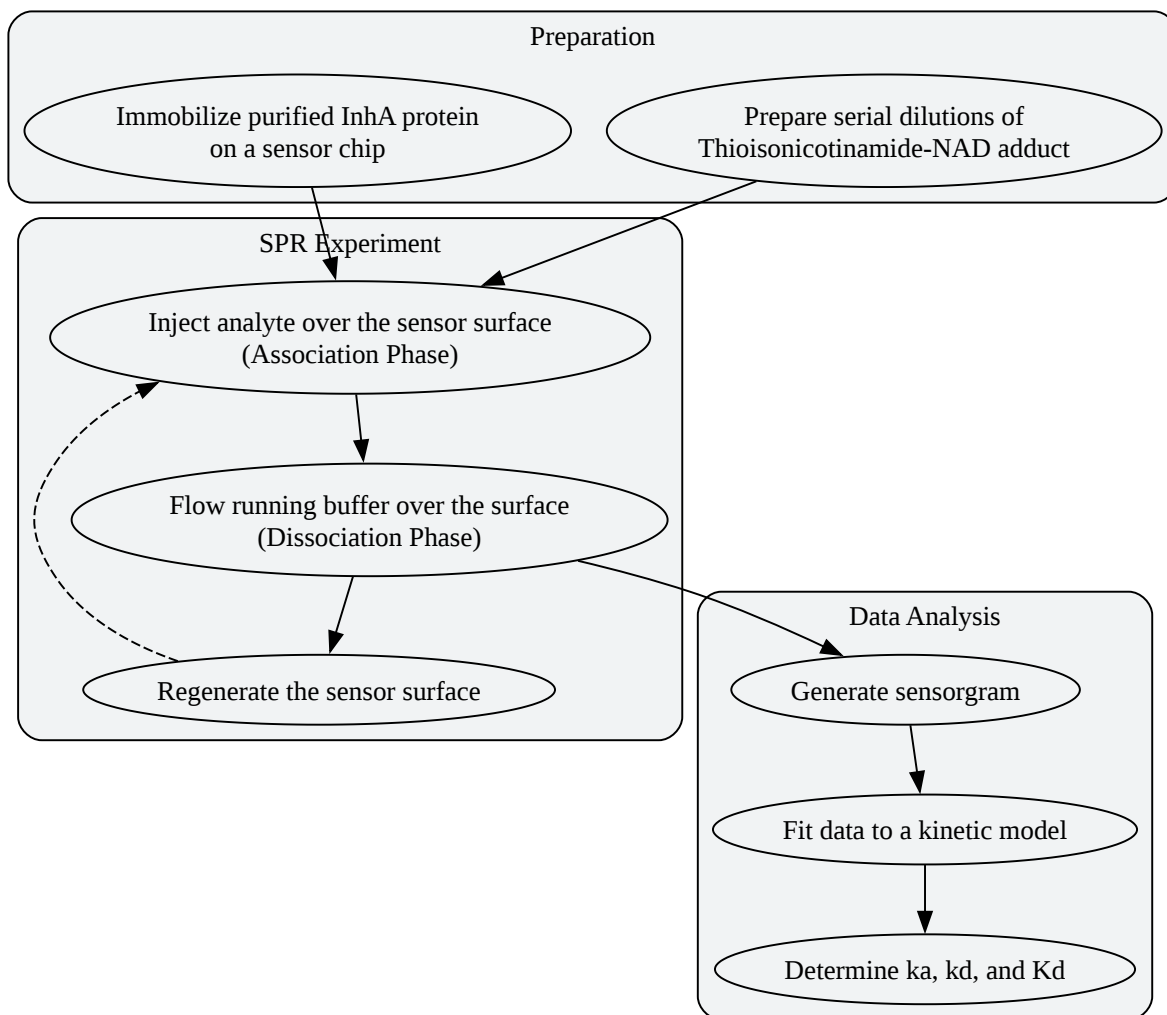 Preparation
Immobilize purified InhA protein
on a sensor chip
Prepare serial dilutions of
Thioisonicotinamide-NAD adduct
SPR Experiment
Inject analyte over the sensor surface
(Association Phase)
Flow running buffer over the surface
(Dissociation Phase)
Regenerate the sensor surface
Data Analysis
Generate sensorgram
Fit data to a kinetic model
Determine ka, kd, and Kd